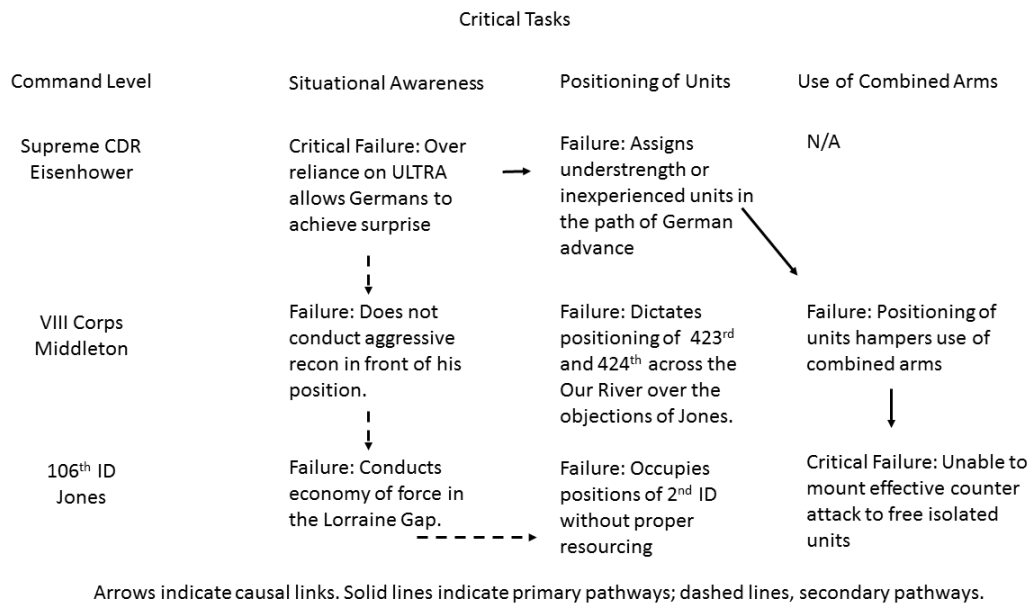 Critical Tasks
Command Level
Situational Awareness
Positioning of Units
Use of Combined Arms
Supreme CDR
Eisenhower
Critical Failure: Over
reliance on ULTRA
allows Germans to
achieve surprise
Failure: Assigns
understrength or
inexperienced units in
the path of German
advance
N/A
VIII Corps
Middleton
Failure: Does not
conduct aggressive
recon in front of his
position.
Failure: Dictates
positioning of 423rd
and 424th across the
Our River over the
objections of Jones.
Failure: Positioning of
units hampers use of
combined arms
106th ID
Jones
Failure: Conducts
economy of force in
the Lorraine Gap.
Failure: Occupies
positions of 2nd ID
without proper
resourcing
Critical Failure: Unable to
mount effective counter
attack to free isolated
units
Arrows indicate causal links. Solid lines indicate primary pathways; dashed lines, secondary pathways.